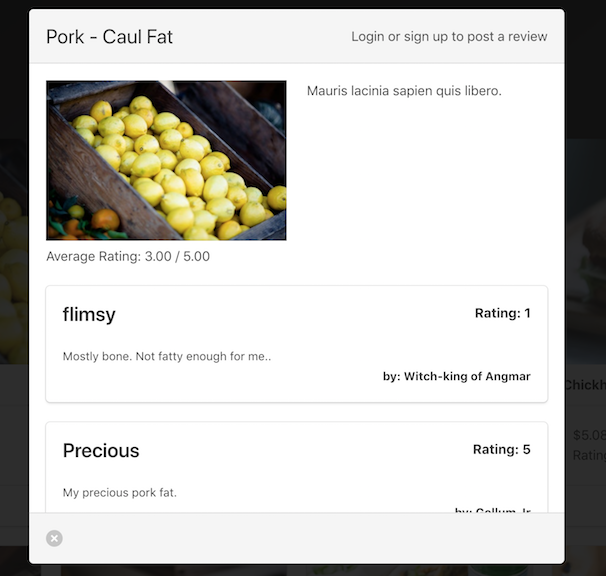 Pork - Caul Fat
Login or sign up to post a review
Mauris lacinia sapien quis libero.
Average Rating: 3.00 / 5.00
flimsy
Rating: 1
Mostly bone. Not fatty enough for me..
by: Witch-king of Angmar
Precious
Rating: 5
My precious pork fat.
by: Gollum Jr
$5.08